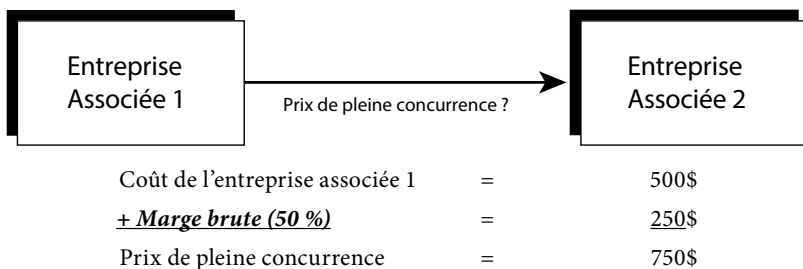 Entreprise
Associée 1
Prix de pleine concurrence ?
Entreprise
Associée 2
Coût de l’entreprise associée 1 = 500$
+ Marge brute (50 %) = 250$
Prix de pleine concurrence = 750$